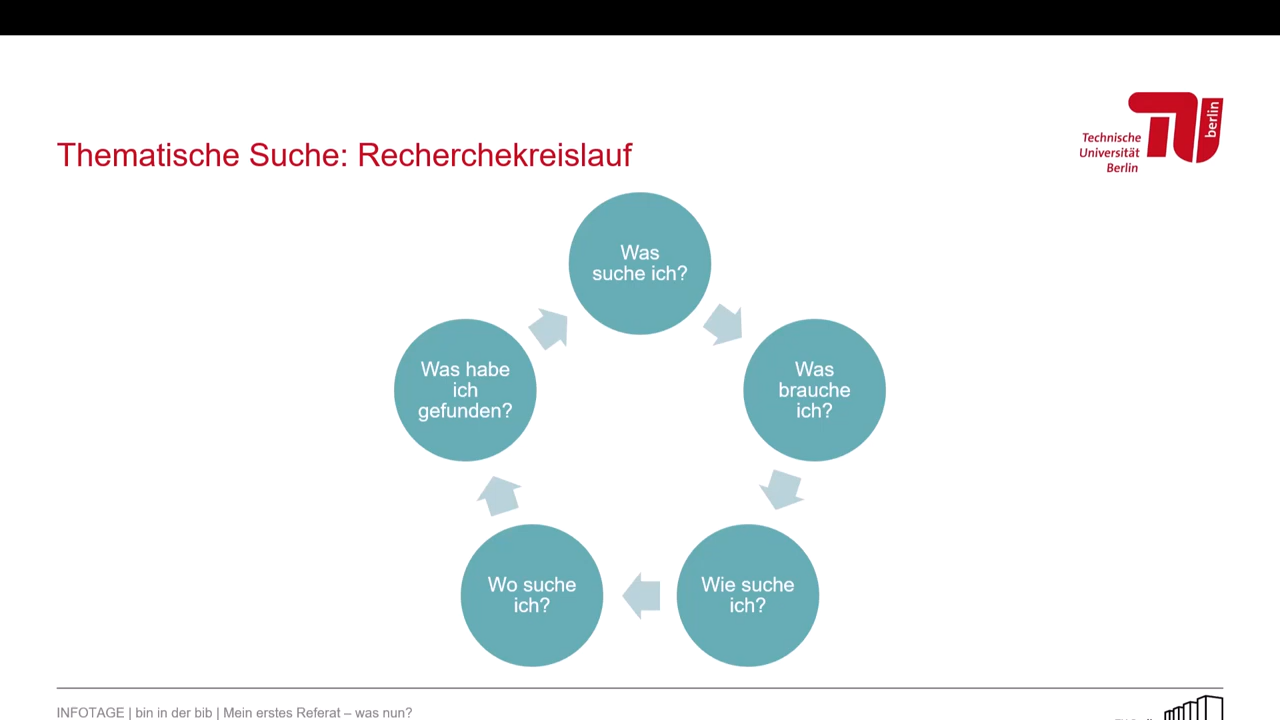 Thematische Suche: Recherchekreislauf
Technische
Universität
Berlin
berlin
Was
suche ich?
Was
brauche
ich?
Wie suche
ich?
Wo suche
ich?
Was habe
ich
gefunden?
INFOTAGE | bin in der bib | Mein erstes Referat – was nun?